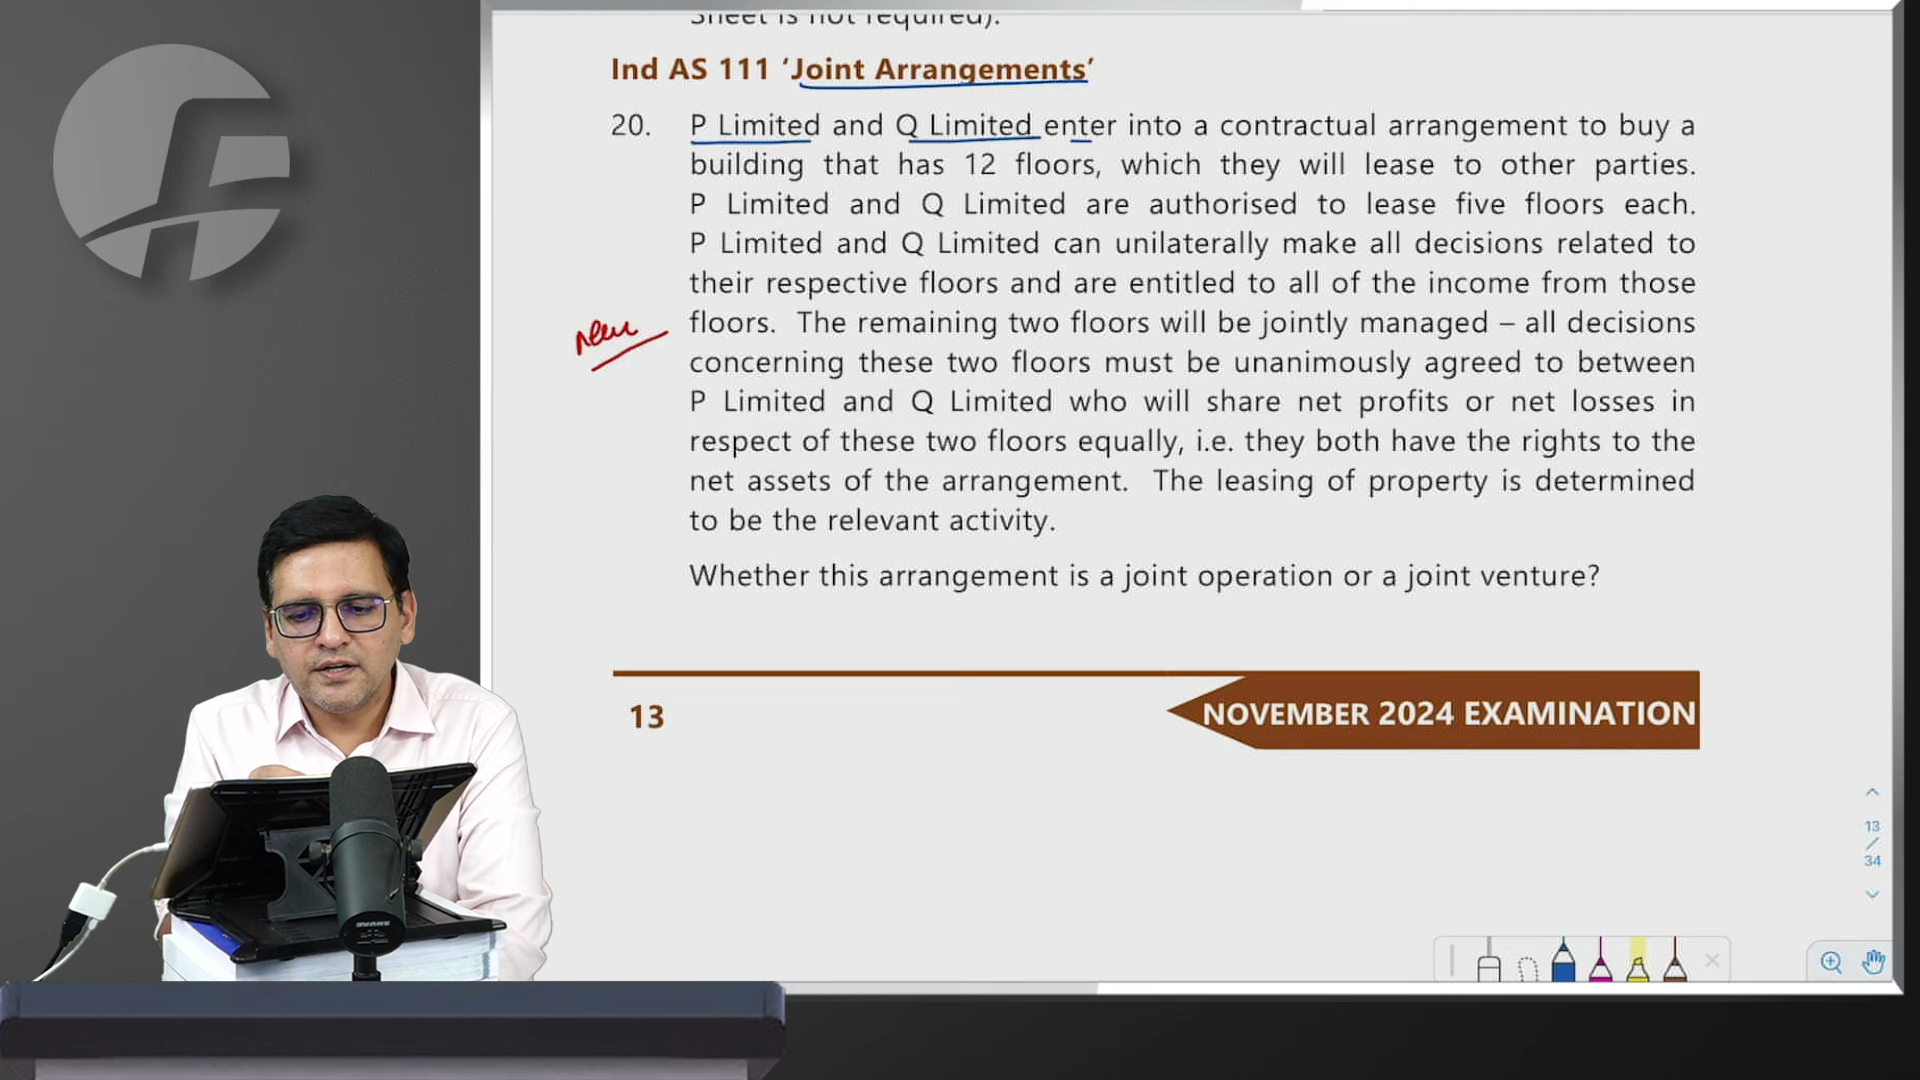 Sheet is not required).
Ind AS 111 ‘Joint Arrangements’
20. P Limited and Q Limited enter into a contractual arrangement to buy a
building that has 12 floors, which they will lease to other parties.
P Limited and Q Limited are authorised to lease five floors each.
P Limited and Q Limited can unilaterally make all decisions related to
their respective floors and are entitled to all of the income from those
new
floors. The remaining two floors will be jointly managed – all decisions
concerning these two floors must be unanimously agreed to between
P Limited and Q Limited who will share net profits or net losses in
respect of these two floors equally, i.e. they both have the rights to the
net assets of the arrangement. The leasing of property is determined
to be the relevant activity.
Whether this arrangement is a joint operation or a joint venture?
13
NOVEMBER 2024 EXAMINATION
13
/
34
SHURE